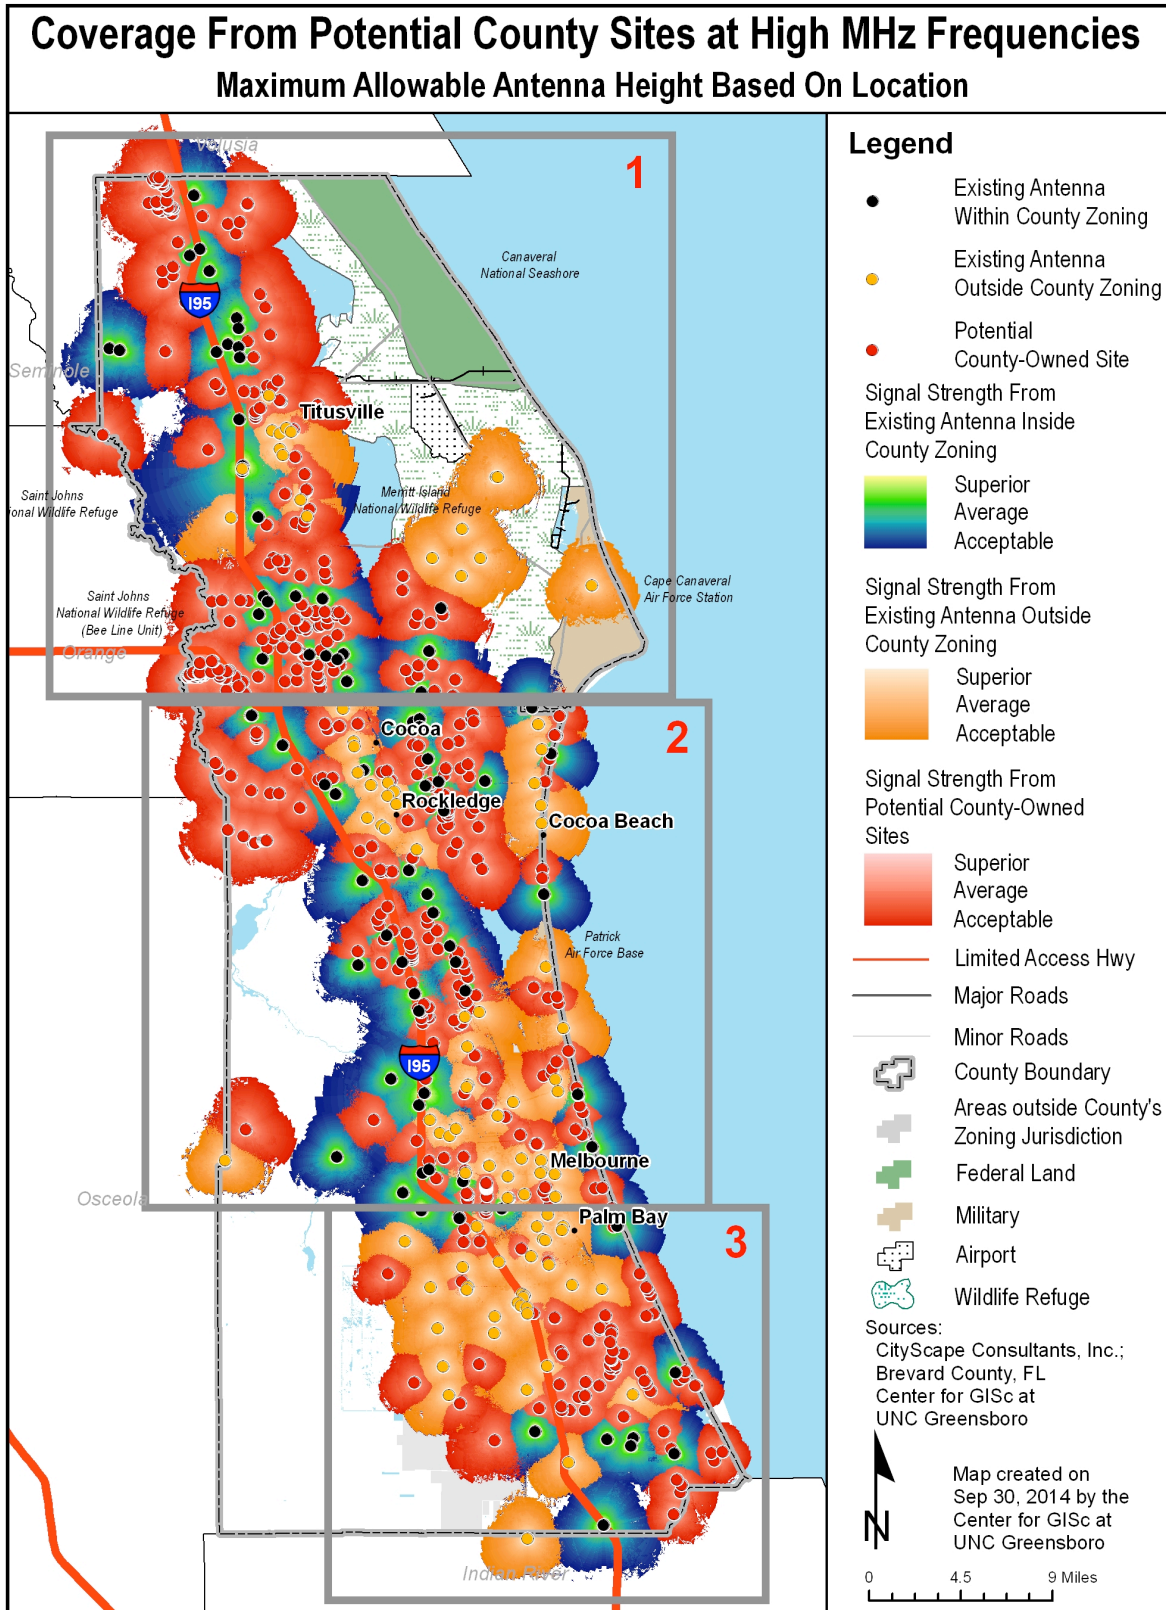 Coverage From Potential County Sites at High MHz Frequencies
Maximum Allowable Antenna Height Based On Location
Volusia
1
Canaveral
National Seashore
I95
Seminole
Titusville
Saint Johns
ional Wildlife Refuge
Merritt Island
National Wildlife Refuge
Cape Canaveral
Air Force Station
Saint Johns
National Wildlife Refuge
(Bee Line Unit)
Orange
2
Cocoa
Rockledge
Cocoa Beach
Patrick
Air Force Base
I95
Melbourne
Osceola
Palm Bay
3
Indian River
Legend
Existing Antenna
Within County Zoning
Existing Antenna
Outside County Zoning
Potential
County-Owned Site
Signal Strength From
Existing Antenna Inside
County Zoning
Superior
Average
Acceptable
Signal Strength From
Existing Antenna Outside
County Zoning
Superior
Average
Acceptable
Signal Strength From
Potential County-Owned
Sites
Superior
Average
Acceptable
Limited Access Hwy
Major Roads
Minor Roads
County Boundary
Areas outside County's
Zoning Jurisdiction
Federal Land
Military
Airport
Wildlife Refuge
Sources:
CityScape Consultants, Inc.;
Brevard County, FL
Center for GISc at
UNC Greensboro
Map created on
Sep 30, 2014 by the
Center for GISc at
UNC Greensboro
N
0 4.5 9 Miles